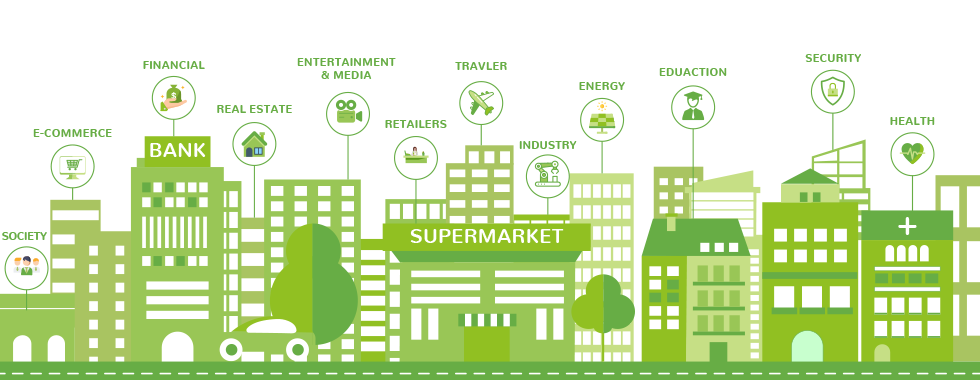 SOCIETY
E-COMMERCE
FINANCIAL
BANK
REAL ESTATE
ENTERTAINMENT
& MEDIA
RETAILERS
SUPERMARKET
TRAVLER
INDUSTRY
ENERGY
EDUACTION
SECURITY
HEALTH